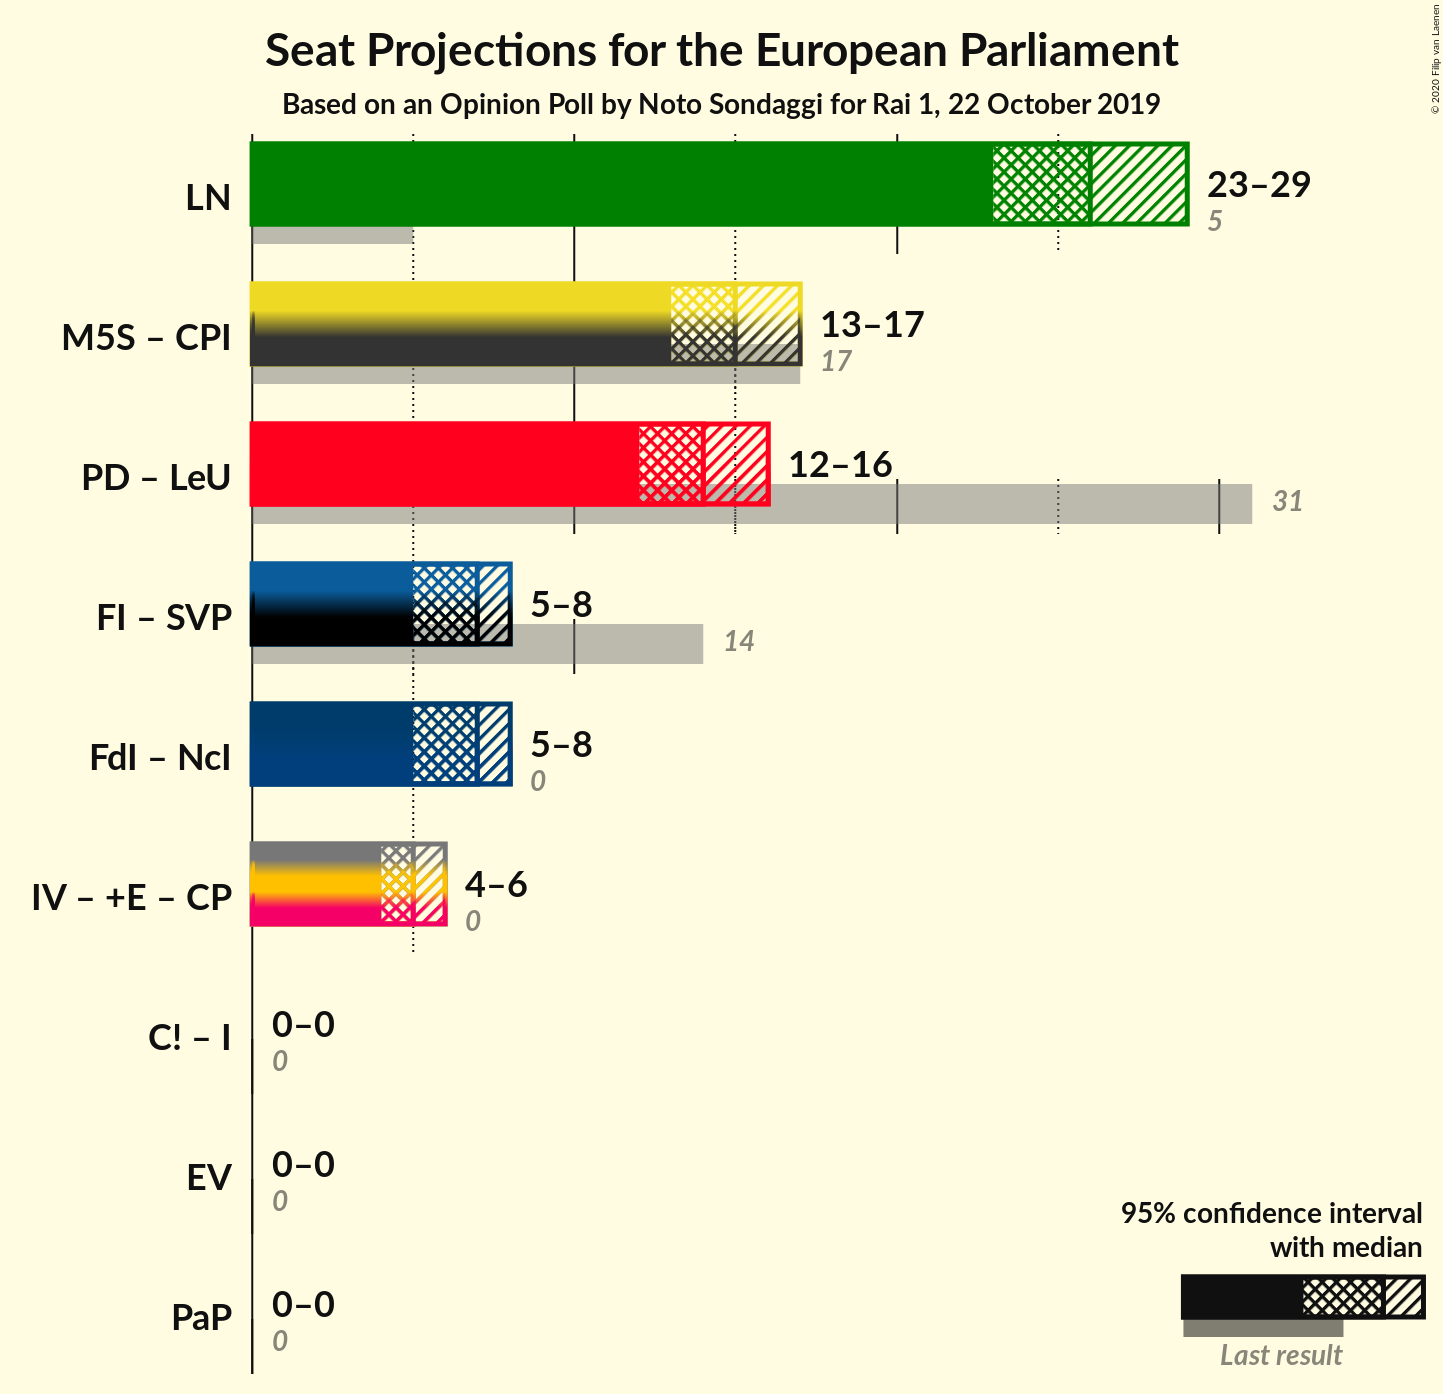 Seat Projections for the European Parliament
Based on an Opinion Poll by Noto Sondaggi for Rai 1, 22 October 2019
© 2020 Filip van Laenen
LN
23–29
5
M5S – CPI
13–17
17
PD – LeU
12–16
31
FI – SVP
5–8
14
FdI – NcI
5–8
0
IV – +E – CP
4–6
0
C! – I
0–0
0
EV
0–0
0
PaP
0–0
0
95% confidence interval
with median
Last result